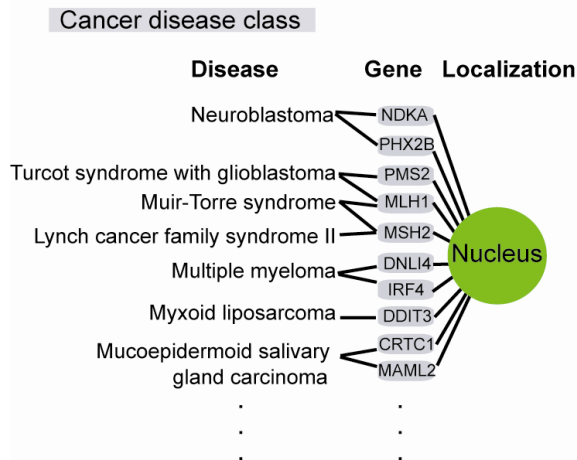 Cancer disease class
Disease Gene Localization
Neuroblastoma NDKA
PHX2B
Turcot syndrome with glioblastoma PMS2
Muir-Torre syndrome MLH1
Lynch cancer family syndrome II MSH2
Nucleus
Multiple myeloma DNLI4
IRF4
Myxoid liposarcoma DDIT3
Mucoepidermoid salivary CRTC1
gland carcinoma MAML2
. .
. .
. .